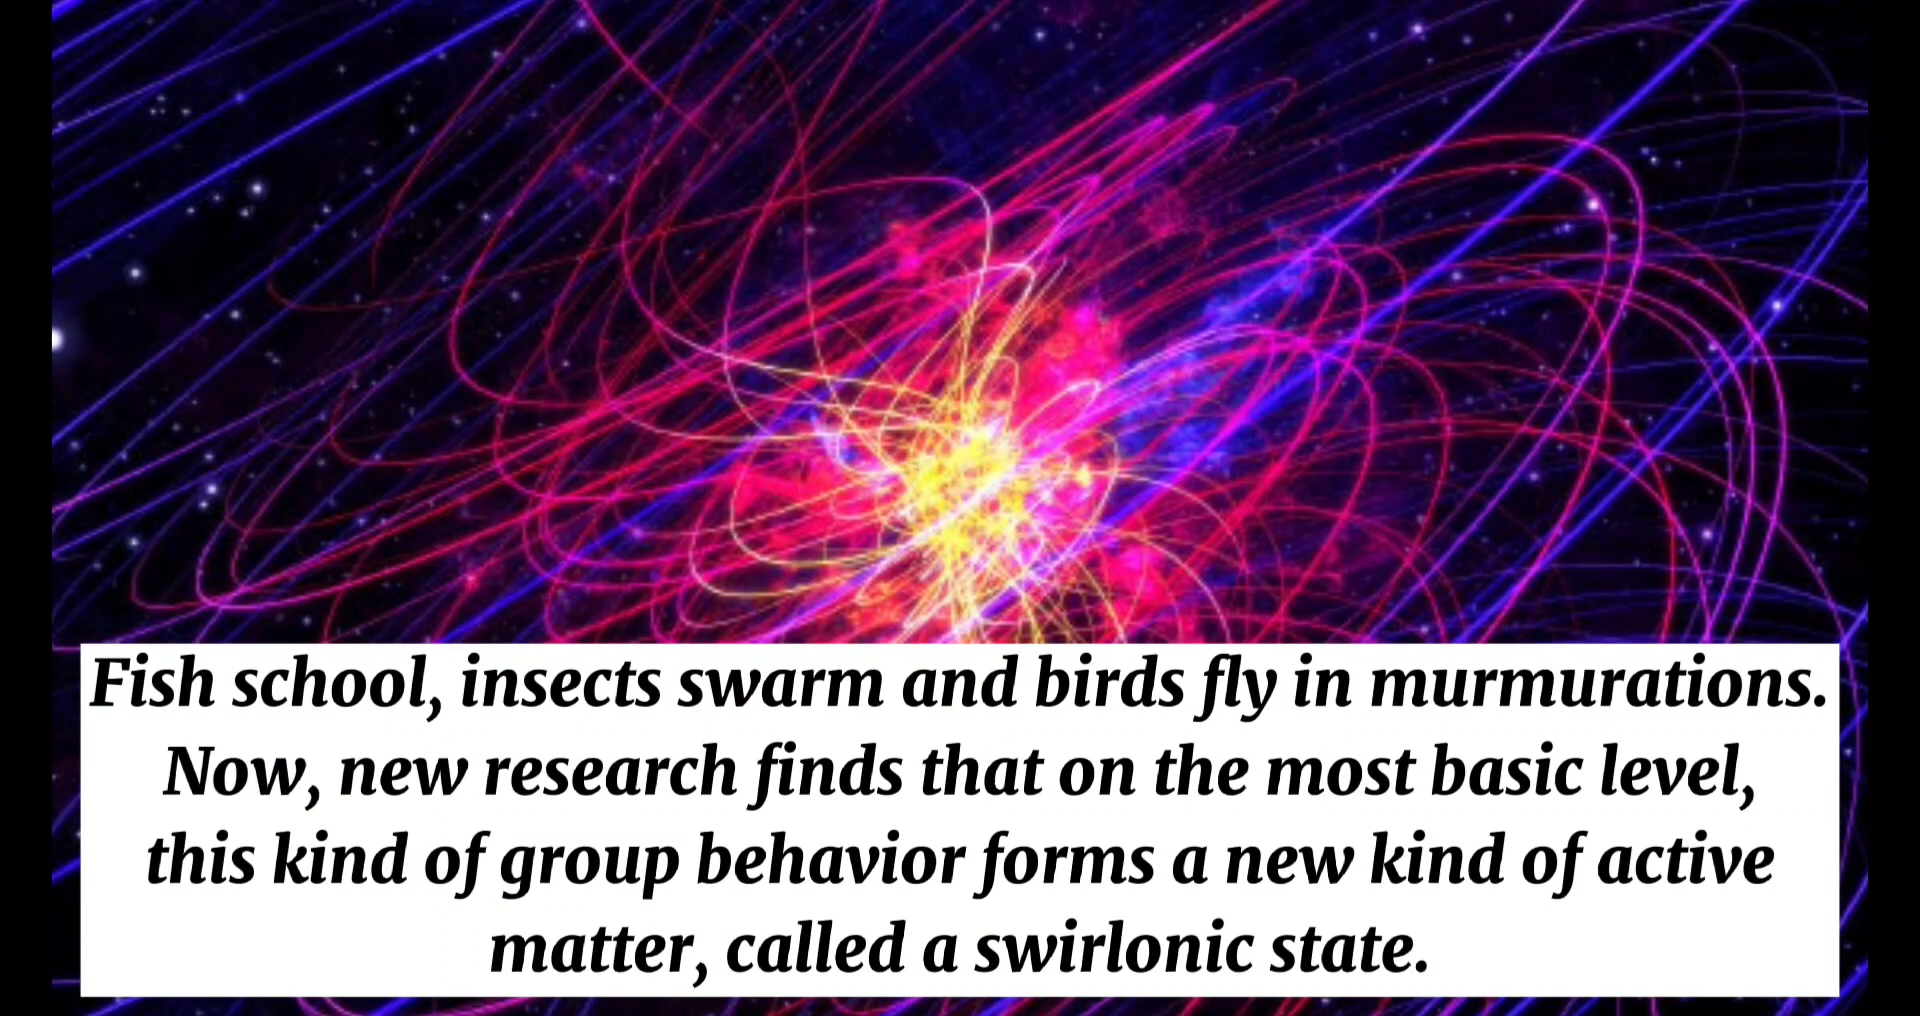 Fish school, insects swarm and birds fly in murmurations.
Now, new research finds that on the most basic level,
this kind of group behavior forms a new kind of active
matter, called a swirlonic state.